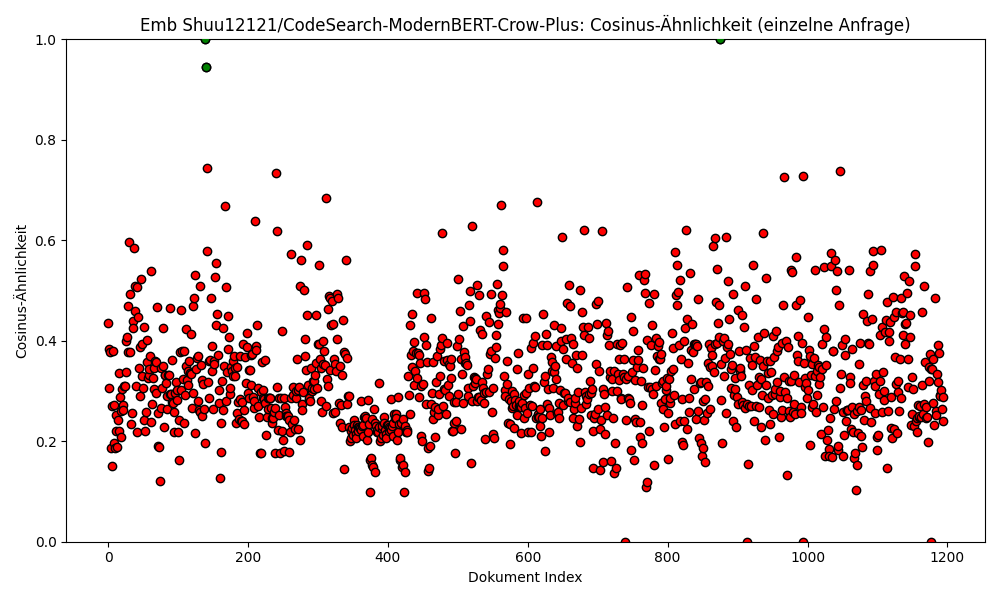 Emb Shuu12121/CodeSearch-ModernBERT-Crow-Plus: Cosinus-Ähnlichkeit (einzelne Anfrage)
1.0
0.8
0.6
0.4
0.2
0.0
Cosinus-Ähnlichkeit
0 200 400 600 800 1000 1200
Dokument Index